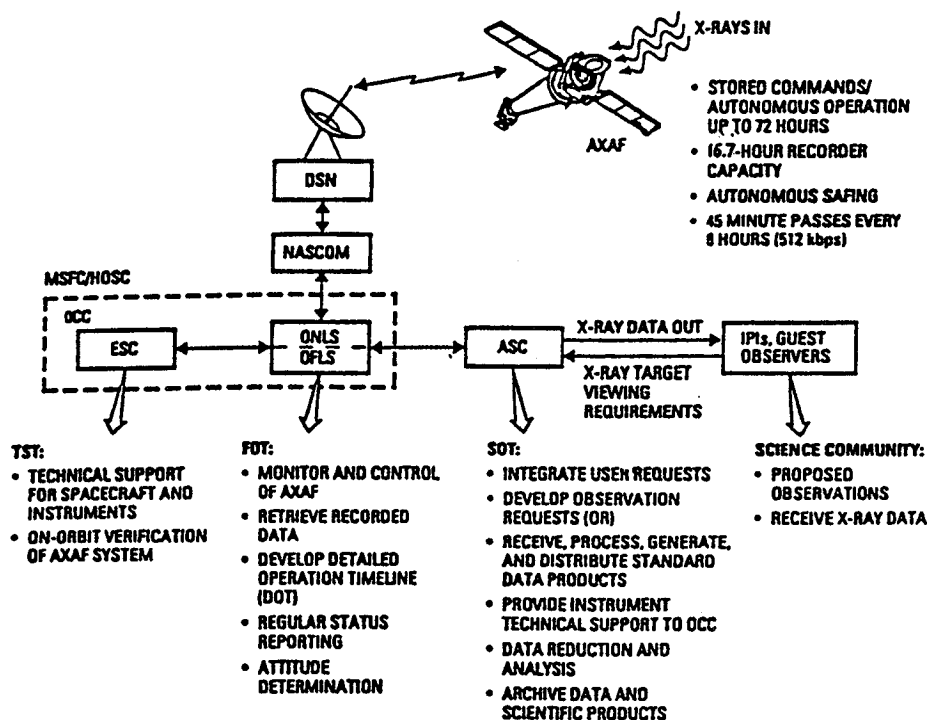 X-RAYS IN
AXAF
• STORED COMMANDS/
AUTONOMOUS OPERATION
UP TO 72 HOURS
• 16.7-HOUR RECORDER
CAPACITY
• AUTONOMOUS SAFING
• 45 MINUTE PASSES EVERY
8 HOURS (512 kbps)
DSN
NASCOM
MSFC/HOSC
OCC
ESC
ONLS
OFLS
ASC
X-RAY DATA OUT
X-RAY TARGET
VIEWING
REQUIREMENTS
IPIs, GUEST
OBSERVERS
TST:
• TECHNICAL SUPPORT
FOR SPACECRAFT AND
INSTRUMENTS
• ON-ORBIT VERIFICATION
OF AXAF SYSTEM
FOT:
• MONITOR AND CONTROL
OF AXAF
• RETRIEVE RECORDED
DATA
• DEVELOP DETAILED
OPERATION TIMELINE
(DOT)
• REGULAR STATUS
REPORTING
• ATTITUDE
DETERMINATION
SOT:
• INTEGRATE USER REQUESTS
• DEVELOP OBSERVATION
REQUESTS (OR)
• RECEIVE, PROCESS, GENERATE,
AND DISTRIBUTE STANDARD
DATA PRODUCTS
• PROVIDE INSTRUMENT
TECHNICAL SUPPORT TO OCC
• DATA REDUCTION AND
ANALYSIS
• ARCHIVE DATA AND
SCIENTIFIC PRODUCTS
SCIENCE COMMUNITY:
• PROPOSED
OBSERVATIONS
• RECEIVE X-RAY DATA